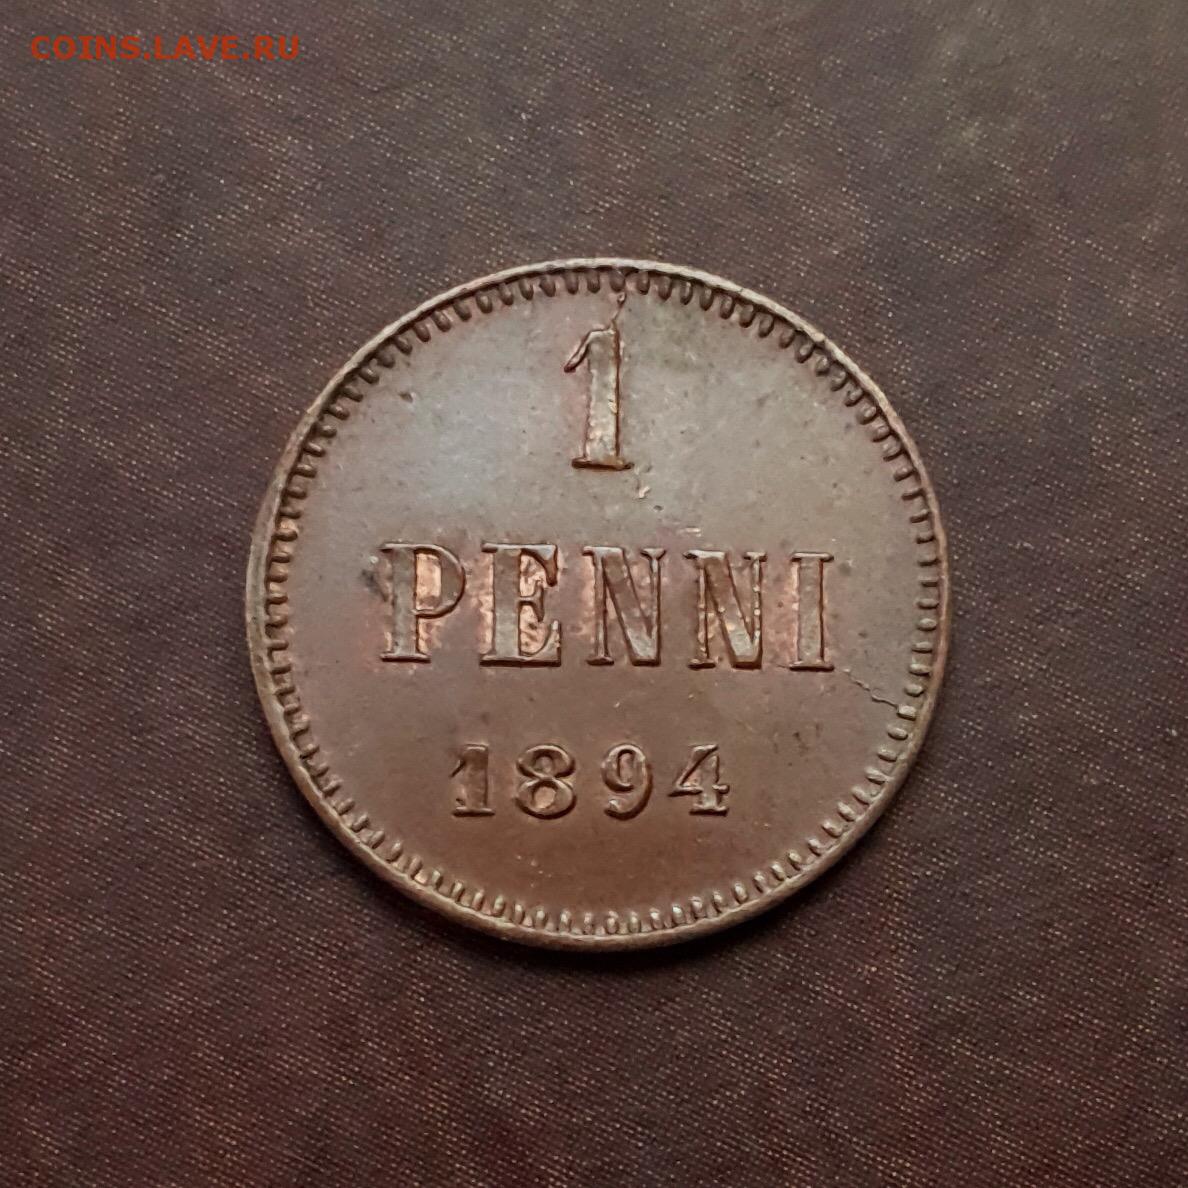 COINS.LAVE.RU
1
PENNI
1894